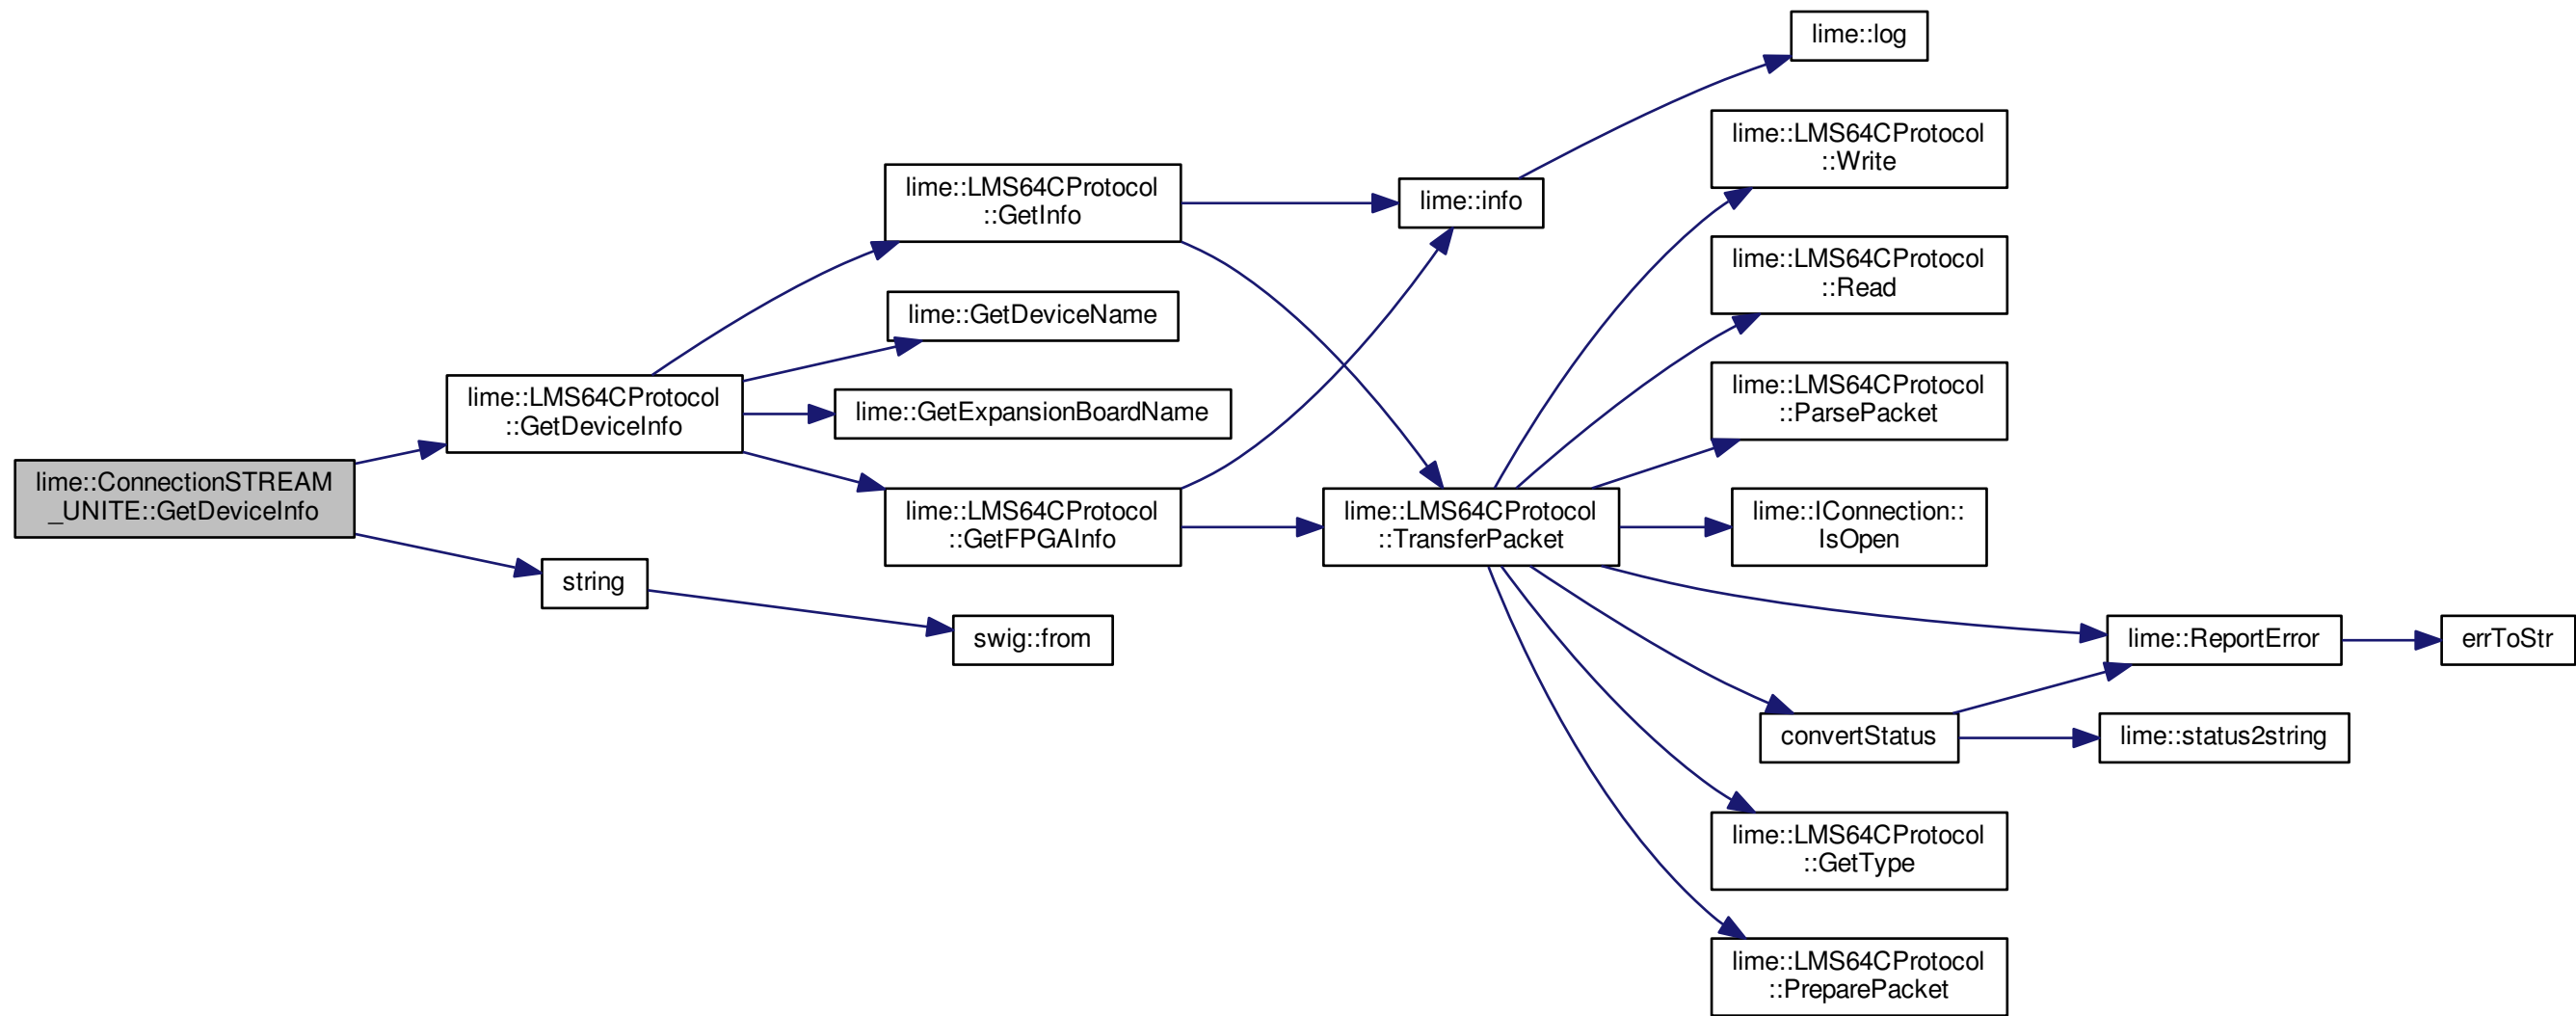 lime::ConnectionSTREAM
_UNITE::GetDeviceInfo
lime::LMS64CProtocol
::GetDeviceInfo
string
lime::LMS64CProtocol
::GetInfo
lime::GetDeviceName
lime::GetExpansionBoardName
lime::LMS64CProtocol
::GetFPGAInfo
swig::from
lime::info
lime::LMS64CProtocol
::TransferPacket
lime::log
lime::LMS64CProtocol
::Write
lime::LMS64CProtocol
::Read
lime::LMS64CProtocol
::ParsePacket
lime::IConnection::
IsOpen
convertStatus
lime::LMS64CProtocol
::GetType
lime::LMS64CProtocol
::PreparePacket
lime::ReportError
lime::status2string
errToStr